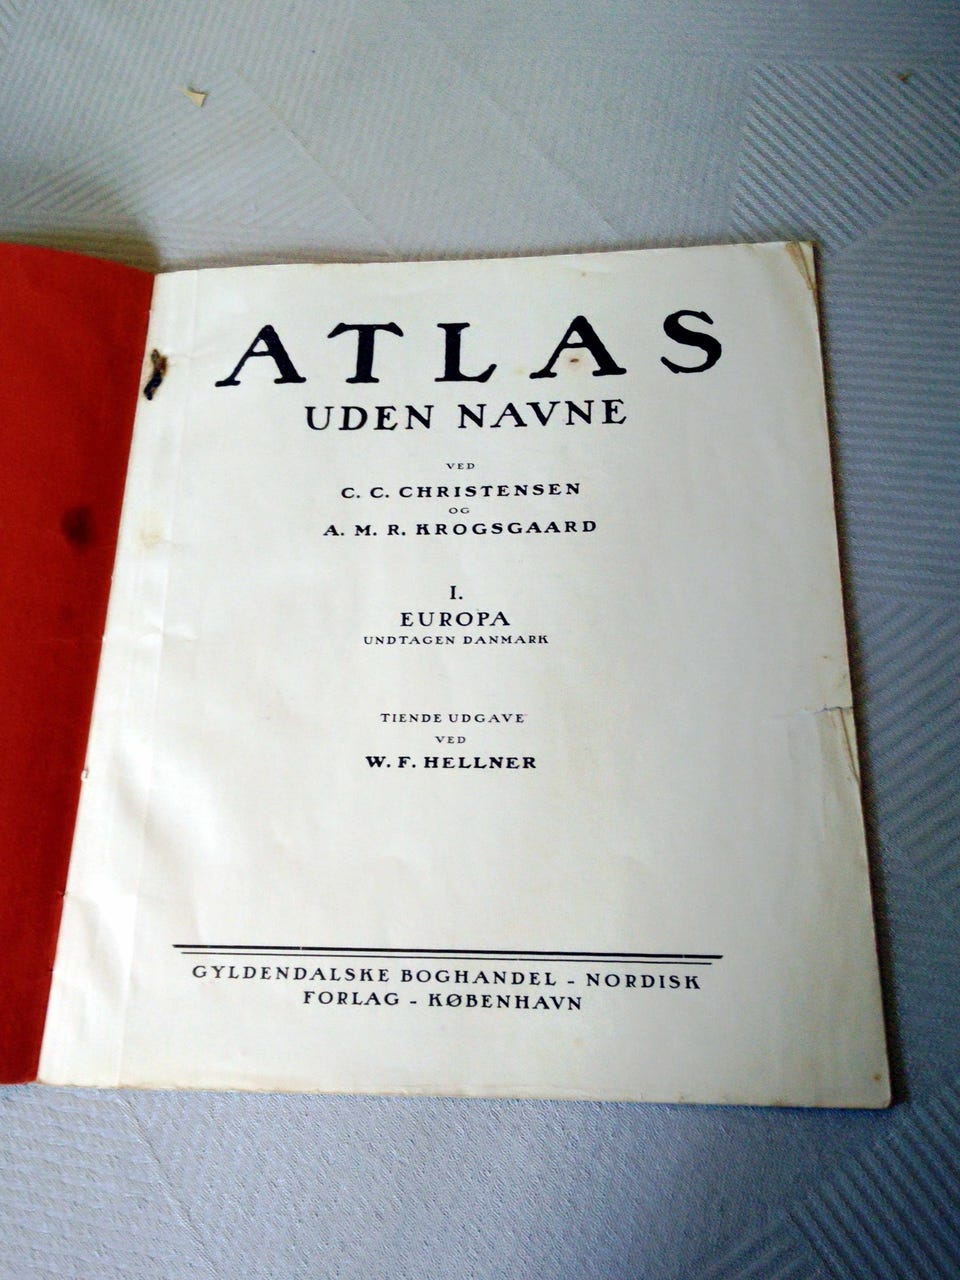 ATLAS
UDEN NAVNE
VED
C. C. CHRISTENSEN
OG
A. M. R. KROGSGAARD
I.
EUROPA
UNDTAGEN DANMARK
TIENDE UDGAVE
VED
W. F. HELLNER
GYLDENDALSKE BOGHANDEL - NORDISK
FORLAG - KØBENHAVN